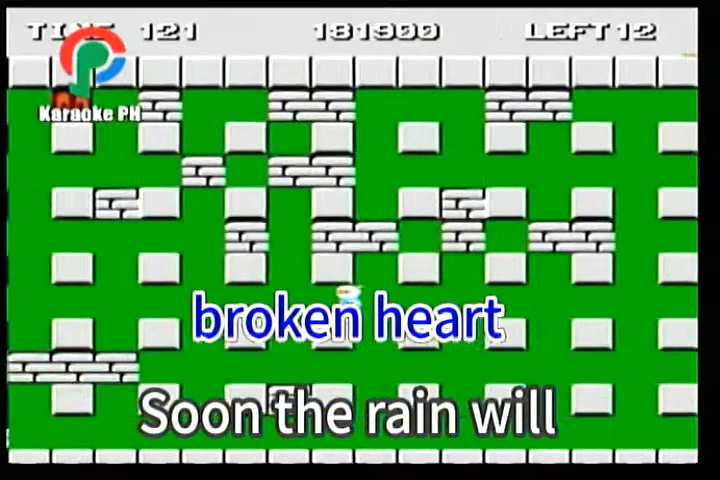 TIME 121 181900 LEFT 12
Karaoke PH
broken heart
Soon the rain will